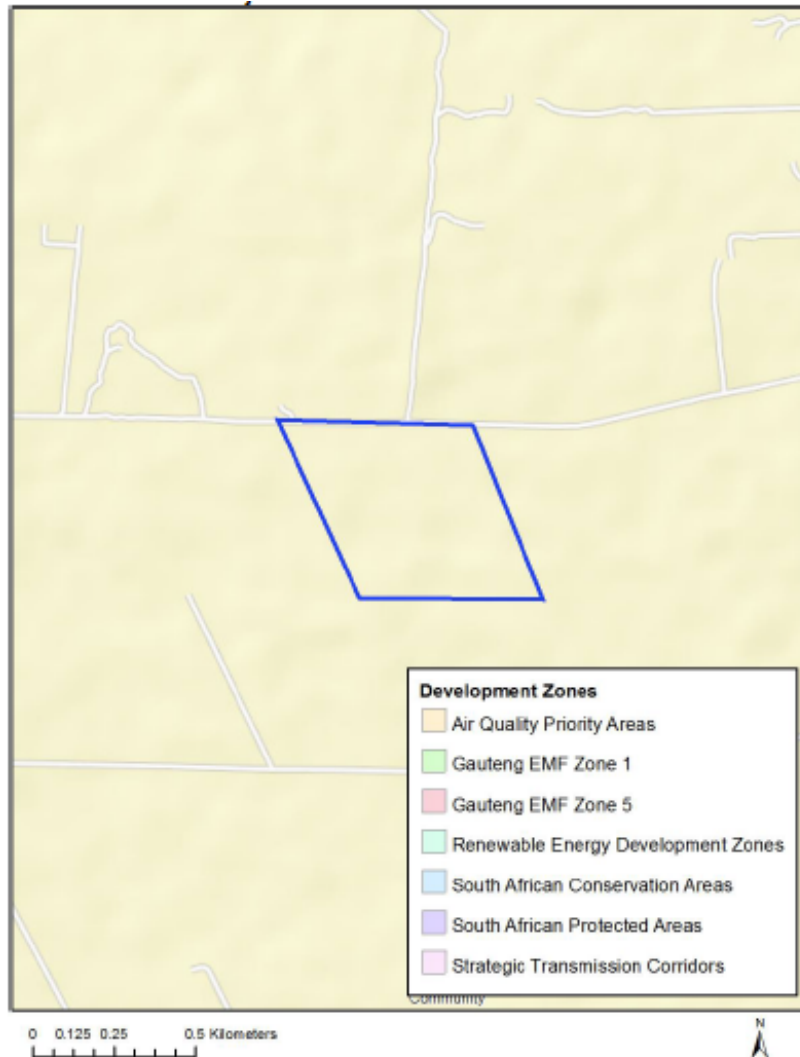 Development Zones
Air Quality Priority Areas
Gauteng EMF Zone 1
Gauteng EMF Zone 5
Renewable Energy Development Zones
South African Conservation Areas
South African Protected Areas
Strategic Transmission Corridors
Community
0 0.125 0.25 0.5 Kilometers
N